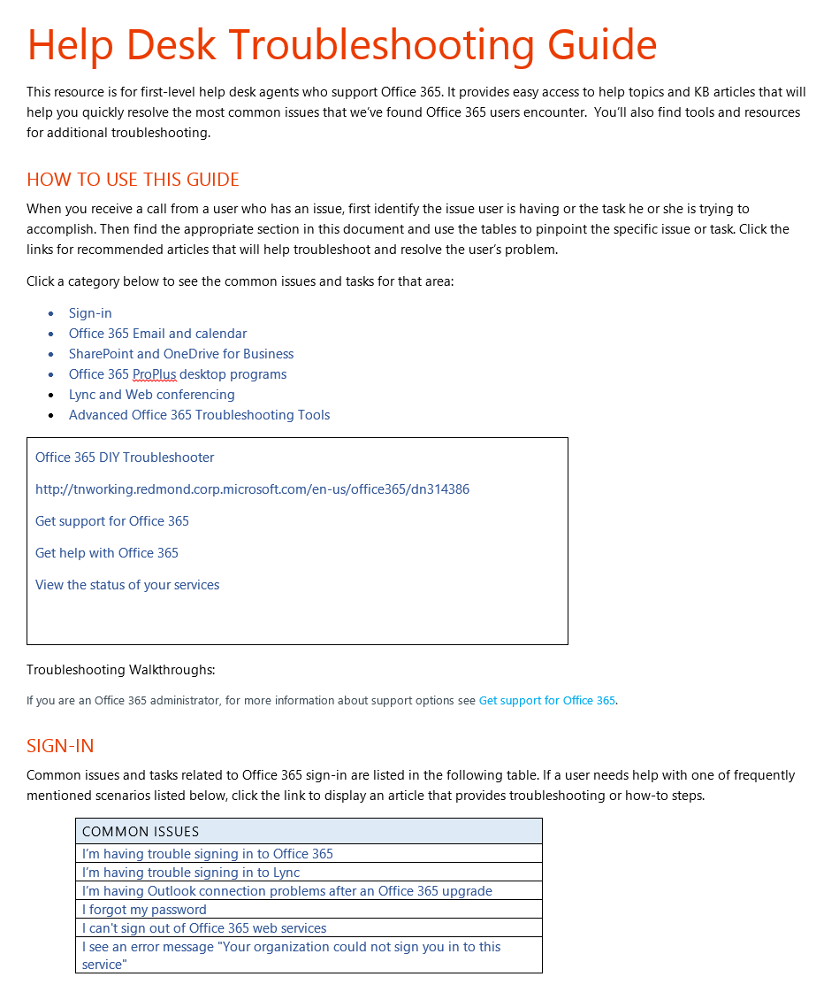 Help Desk Troubleshooting Guide
This resource is for first-level help desk agents who support Office 365. It provides easy access to help topics and KB articles that will
help you quickly resolve the most common issues that we've found Office 365 users encounter.  You'll also find tools and resources
for additional troubleshooting.
HOW TO USE THIS GUIDE
When you receive a call from a user who has an issue, first identify the issue user is having or the task he or she is trying to
accomplish. Then find the appropriate section in this document and use the tables to pinpoint the specific issue or task. Click the
links for recommended articles that will help troubleshoot and resolve the user's problem.
Click a category below to see the common issues and tasks for that area:
• Sign-in
• Office 365 Email and calendar
• SharePoint and OneDrive for Business
• Office 365 ProPlus desktop programs
• Lync and Web conferencing
• Advanced Office 365 Troubleshooting Tools
Office 365 DIY Troubleshooter
http://tnworking.redmond.corp.microsoft.com/en-us/office365/dn314386
Get support for Office 365
Get help with Office 365
View the status of your services
Troubleshooting Walkthroughs:
If you are an Office 365 administrator, for more information about support options see Get support for Office 365.
SIGN-IN
Common issues and tasks related to Office 365 sign-in are listed in the following table. If a user needs help with one of frequently
mentioned scenarios listed below, click the link to display an article that provides troubleshooting or how-to steps.
COMMON ISSUES
I'm having trouble signing in to Office 365
I'm having trouble signing in to Lync
I'm having Outlook connection problems after an Office 365 upgrade
I forgot my password
I can't sign out of Office 365 web services
I see an error message "Your organization could not sign you in to this
service"